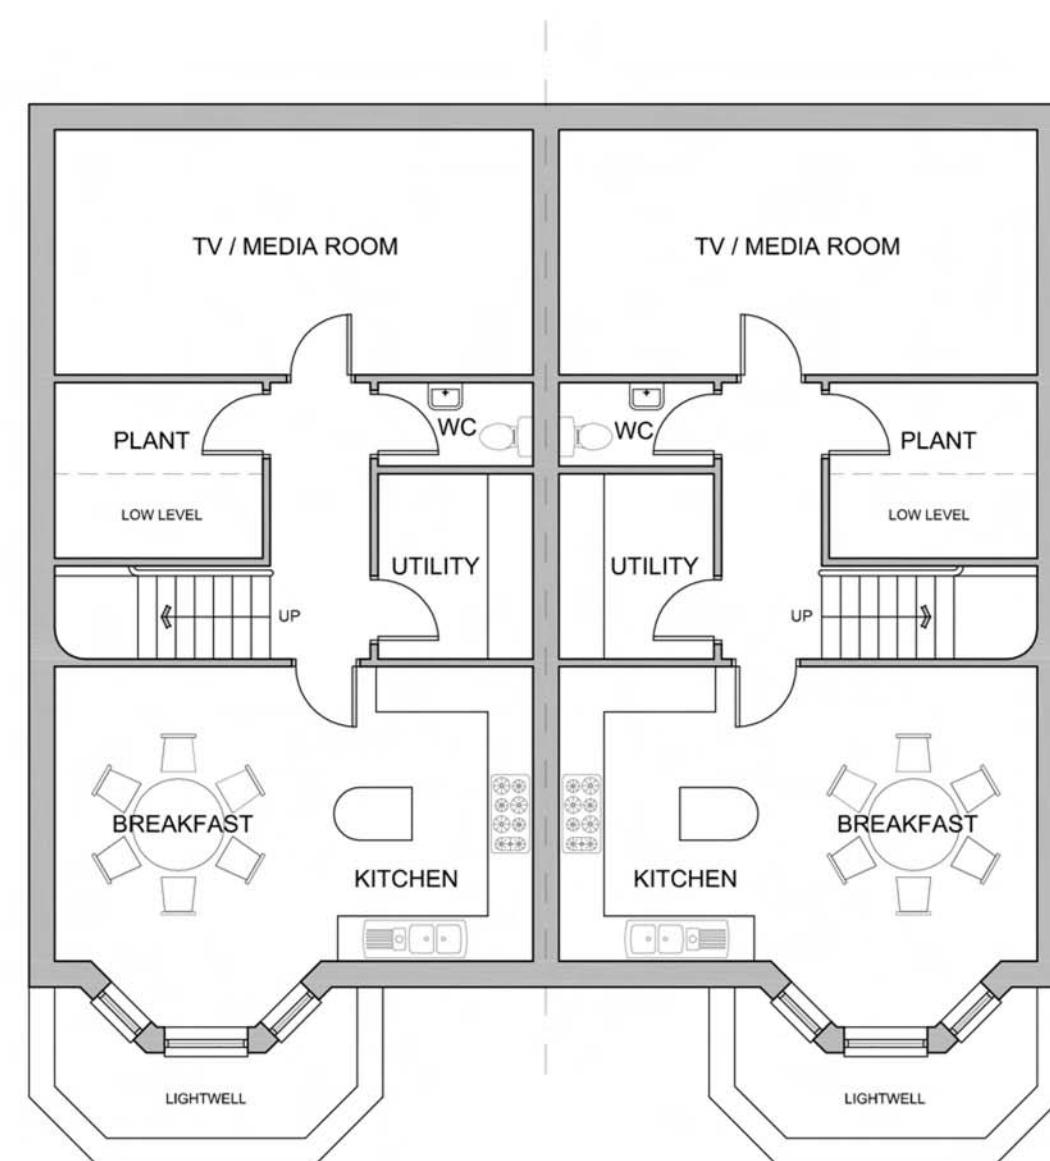 TV / MEDIA ROOM
TV / MEDIA ROOM
PLANT
WC
WC
PLANT
LOW LEVEL
LOW LEVEL
UTILITY
UTILITY
UP
UP
BREAKFAST
BREAKFAST
KITCHEN
KITCHEN
LIGHTWELL
LIGHTWELL